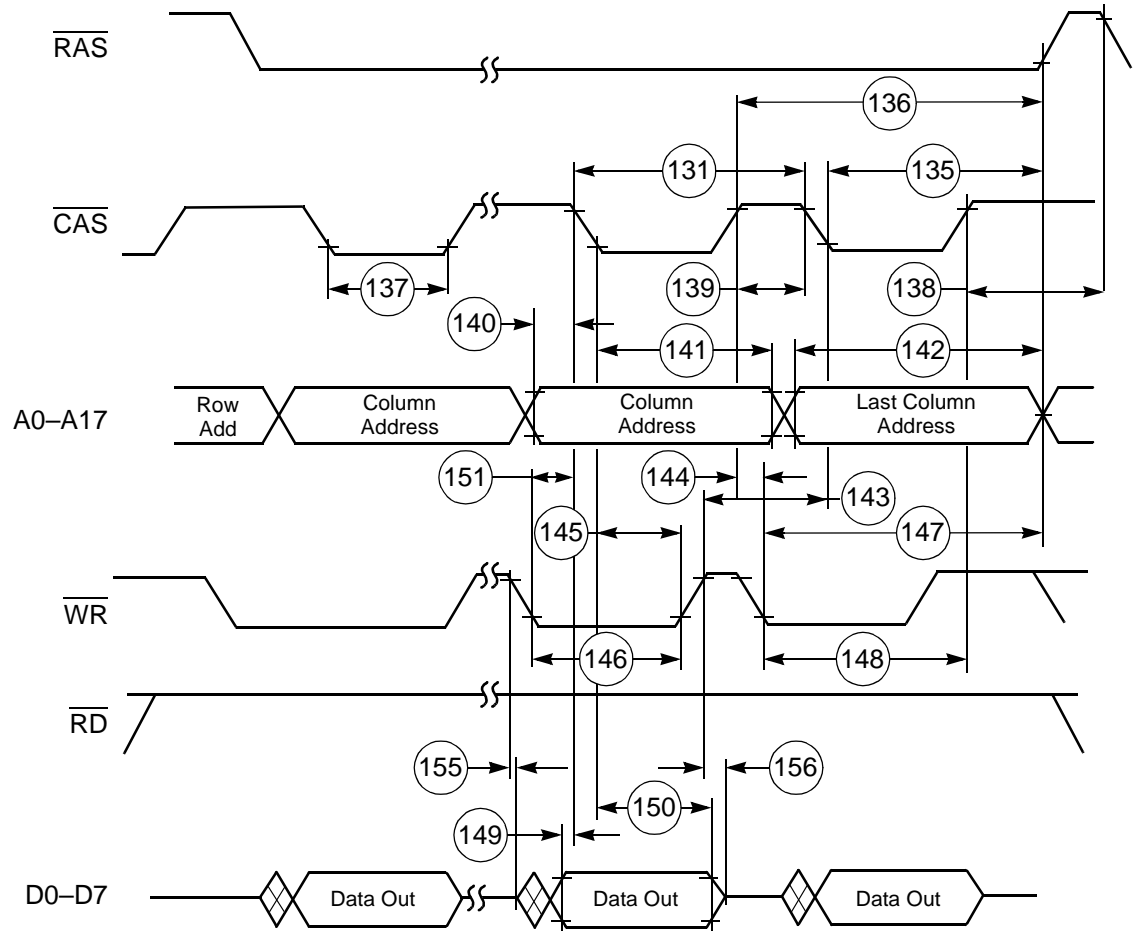 RAS
136
131
135
CAS
137
139
138
140
141
142
A0–A17
Row
Add
Column
Address
Column
Address
Last Column
Address
151
144
143
145
147
WR
146
148
RD
155
156
150
149
D0–D7
Data Out
Data Out
Data Out